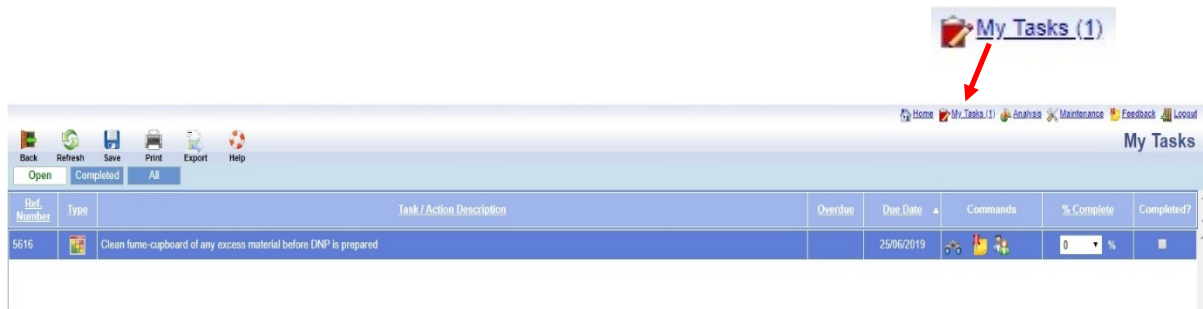 My Tasks (1)
Home My Tasks (1) Analysis Maintenance Feedback Logout
My Tasks
Back Refresh Save Print Export Help
Open Completed All
Ref. Number Type Task / Action Description Overdue Due Date ▲ Commands % Complete Completed?
5616 Clean fume-cupboard of any excess material before DNP is prepared 25/06/2019 0 %